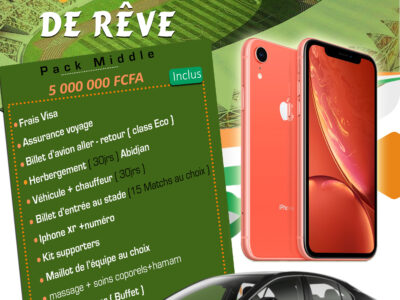 DE RÊVE
Pack Middle
5 000 000 FCFA
Inclus
Frais Visa
Assurance voyage
Billet d'avion aller - retour ( class Eco )
Herbergement ( 30jrs ) Abidjan
Véhicule + chauffeur ( 30jrs )
Billet d'entrée au stade (15 Matchs au choix )
Iphone xr +numéro
Kit supporters
Maillot de l'équipe au choix
massage + soins coporels+hamam
( Buffet )
iPhone